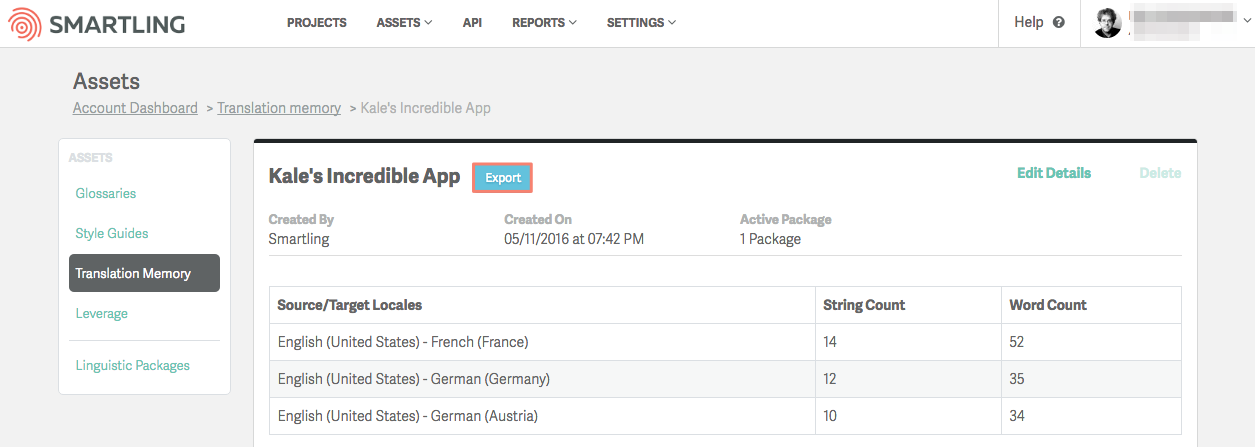 SMARTLING
PROJECTS ASSETS API REPORTS SETTINGS Help
Assets
Account Dashboard > Translation memory > Kale's Incredible App
ASSETS
Glossaries
Style Guides
Translation Memory
Leverage
Linguistic Packages
Kale's Incredible App Export Edit Details Delete
Created By Created On Active Package
Smartling 05/11/2016 at 07:42 PM 1 Package
Source/Target Locales String Count Word Count
English (United States) - French (France) 14 52
English (United States) - German (Germany) 12 35
English (United States) - German (Austria) 10 34